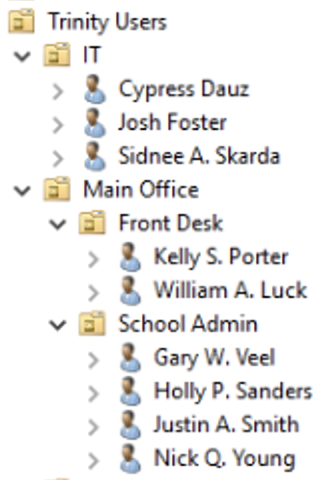 Trinity Users
IT
Cypress Dauz
Josh Foster
Sidnee A. Skarda
Main Office
Front Desk
Kelly S. Porter
William A. Luck
School Admin
Gary W. Veel
Holly P. Sanders
Justin A. Smith
Nick Q. Young